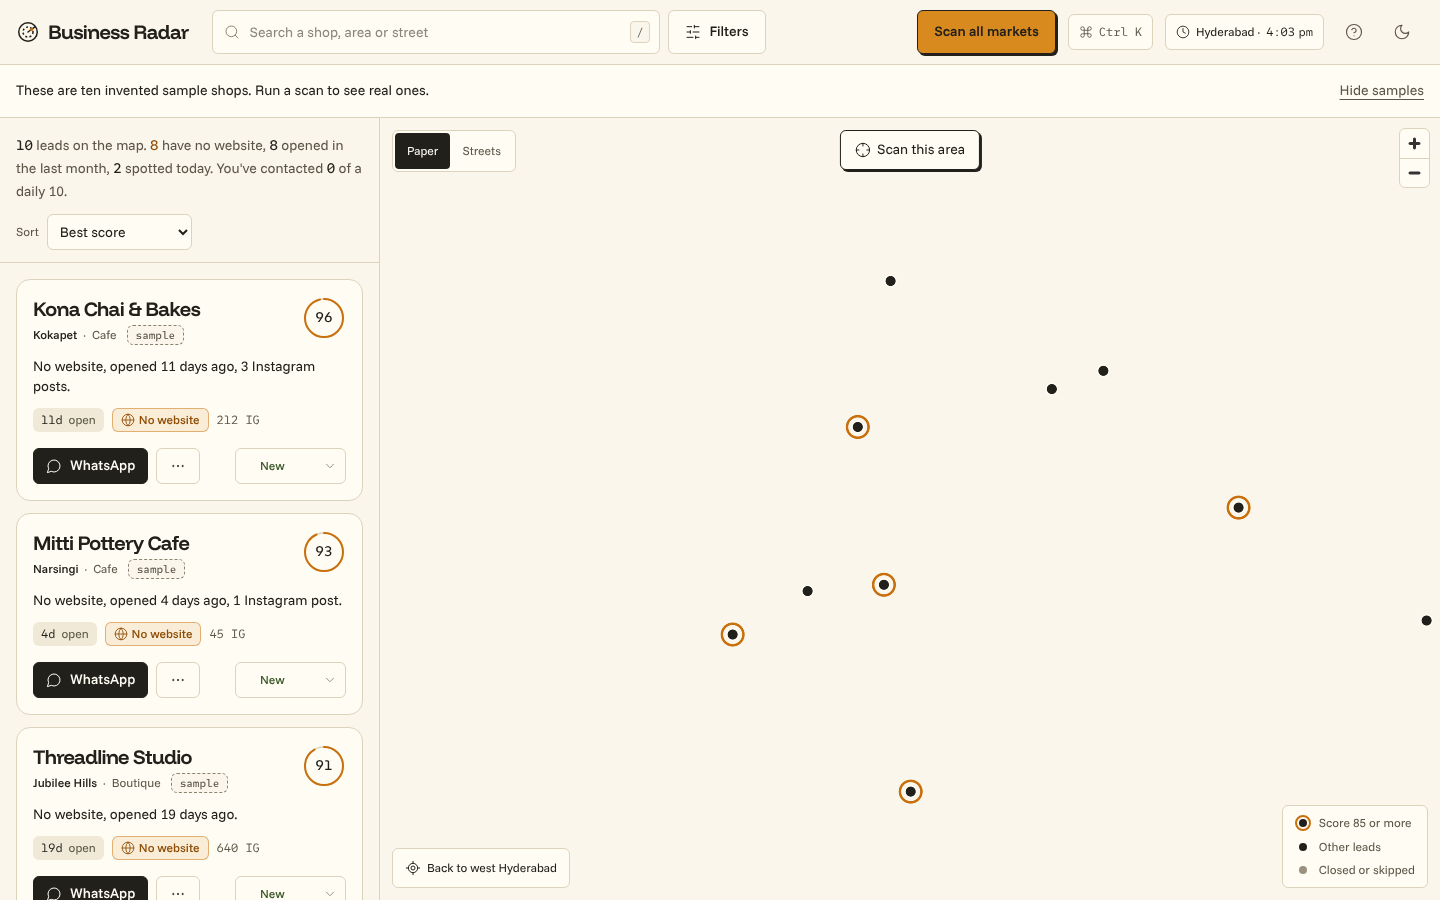 Business Radar
Search a shop, area or street
/
Filters
Scan all markets
⌘ Ctrl K
Hyderabad · 4:03 pm
These are ten invented sample shops. Run a scan to see real ones.
Hide samples
10 leads on the map. 8 have no website, 8 opened in
the last month, 2 spotted today. You've contacted 0 of a
daily 10.
Sort
Best score
Kona Chai & Bakes
96
Kokapet · Cafe
sample
No website, opened 11 days ago, 3 Instagram
posts.
11d open
No website
212 IG
WhatsApp
...
New
Mitti Pottery Cafe
93
Narsingi · Cafe
sample
No website, opened 4 days ago, 1 Instagram post.
4d open
No website
45 IG
WhatsApp
...
New
Threadline Studio
91
Jubilee Hills · Boutique
sample
No website, opened 19 days ago.
19d open
No website
640 IG
WhatsApp
New
Paper
Streets
Scan this area
+
−
Back to west Hyderabad
Score 85 or more
Other leads
Closed or skipped